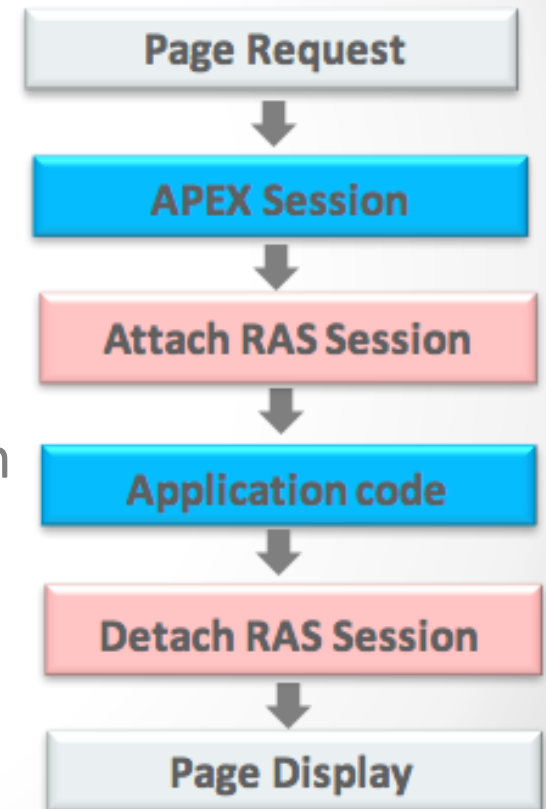 Page Request
APEX Session
Attach RAS Session
n
Application code
Detach RAS Session
Page Display